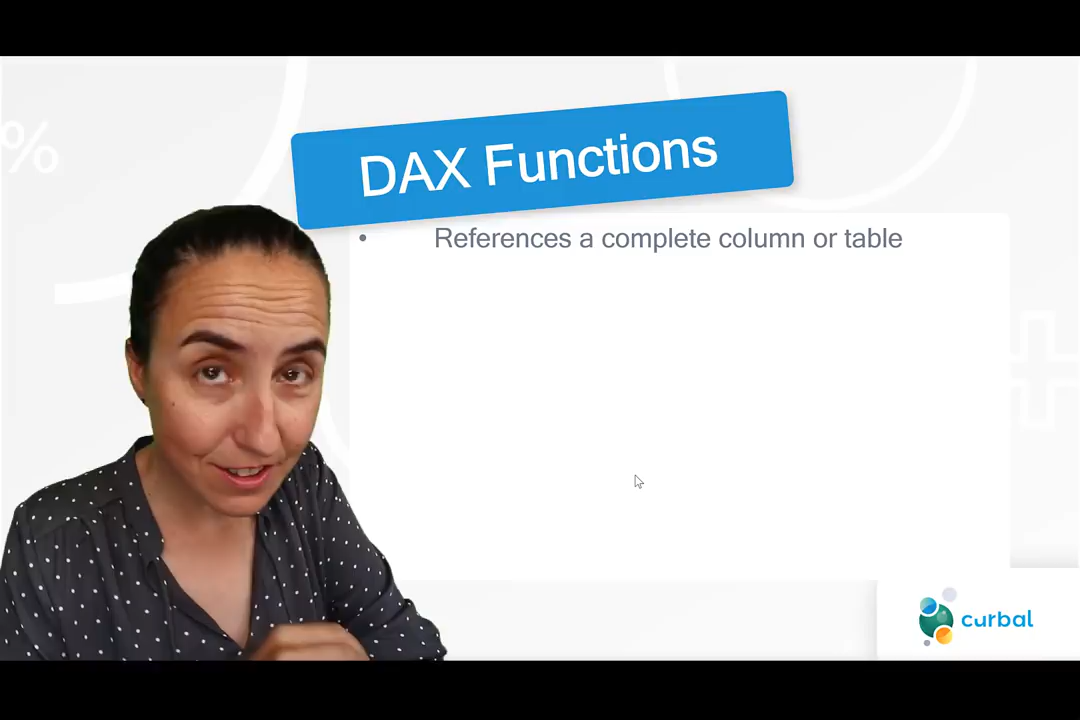 %
DAX Functions
• References a complete column or table
curbal